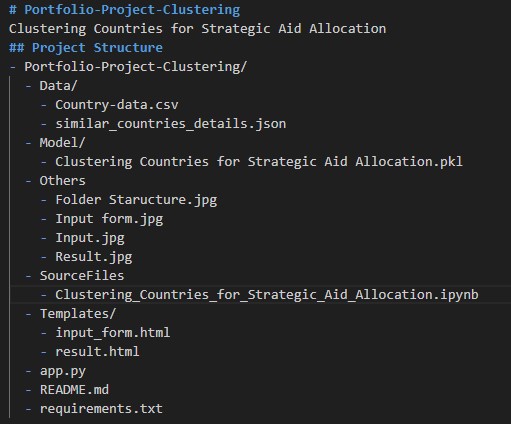 # Portfolio-Project-Clustering
Clustering Countries for Strategic Aid Allocation
## Project Structure
- Portfolio-Project-Clustering/
- Data/
- Country-data.csv
- similar_countries_details.json
- Model/
- Clustering Countries for Strategic Aid Allocation.pkl
- Others
- Folder Staructure.jpg
- Input form.jpg
- Input.jpg
- Result.jpg
- SourceFiles
- Clustering_Countries_for_Strategic_Aid_Allocation.ipynb
- Templates/
- input_form.html
- result.html
- app.py
- README.md
- requirements.txt